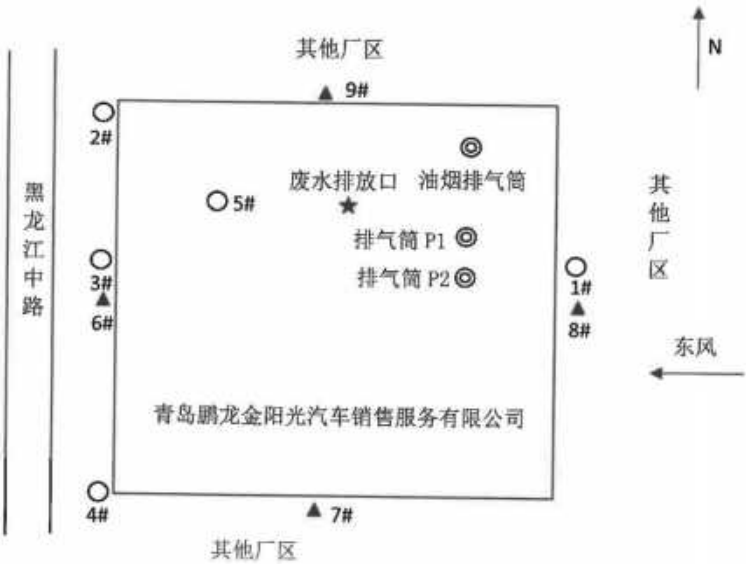 其他厂区
N
9#
2#
废水排放口 油烟排气筒
5#
黑龙江中路
其他厂区
排气筒 P1
排气筒 P2
3#
1#
6#
8#
东风
青岛鹏龙金阳光汽车销售服务有限公司
4#
7#
其他厂区